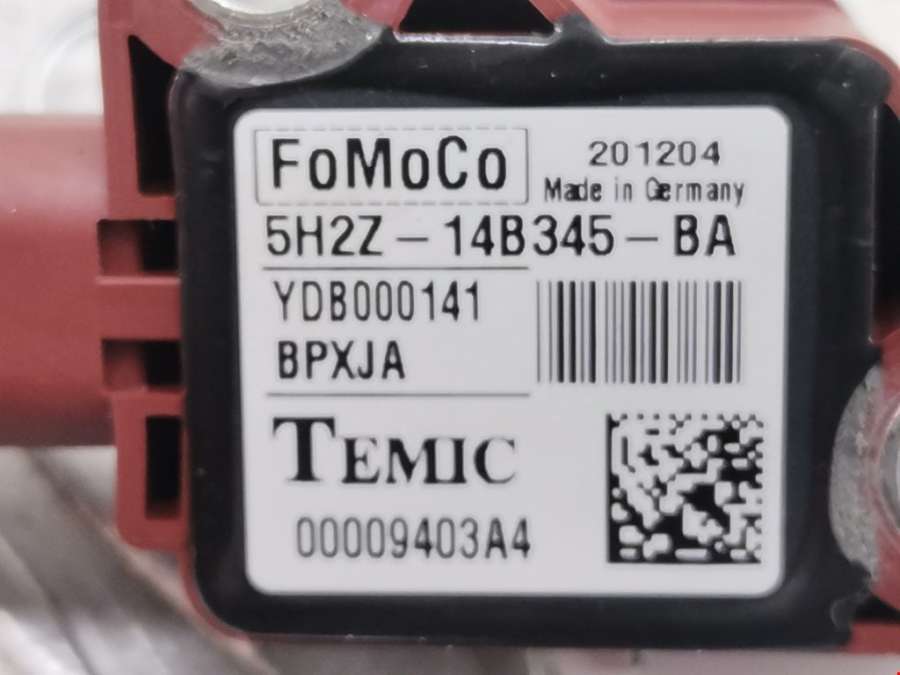 FoMoCo
201204
Made in Germany
5H2Z - 14B345 - BA
YDB000141
BPXJA
TEMIC
00009403A4